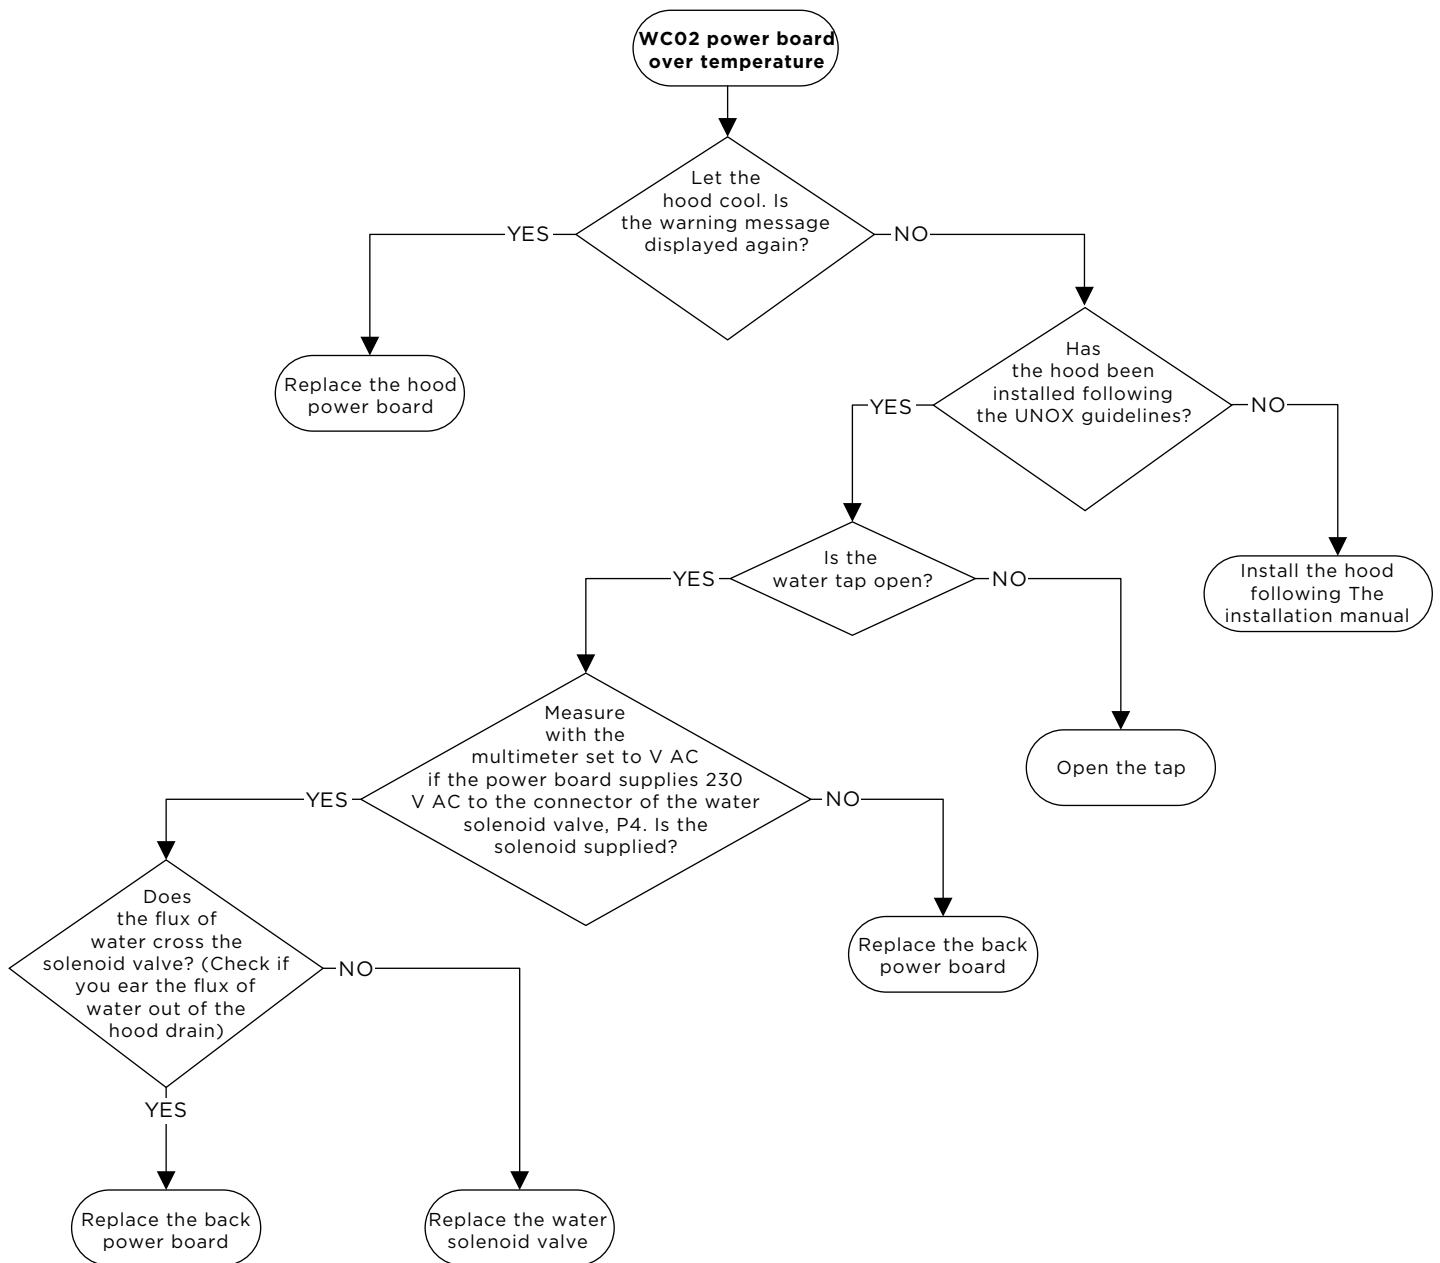 WC02 power board
over temperature
Let the
hood cool. Is
the warning message
displayed again?
YES
NO
Replace the hood
power board
Has
the hood been
installed following
the UNOX guidelines?
YES
NO
Install the hood
following The
installation manual
Is the
water tap open?
YES
NO
Open the tap
Measure
with the
multimeter set to V AC
if the power board supplies 230
V AC to the connector of the water
solenoid valve, P4. Is the
solenoid supplied?
YES
NO
Replace the back
power board
Does
the flux of
water cross the
solenoid valve? (Check if
you ear the flux of
water out of the
hood drain)
NO
YES
Replace the back
power board
Replace the water
solenoid valve